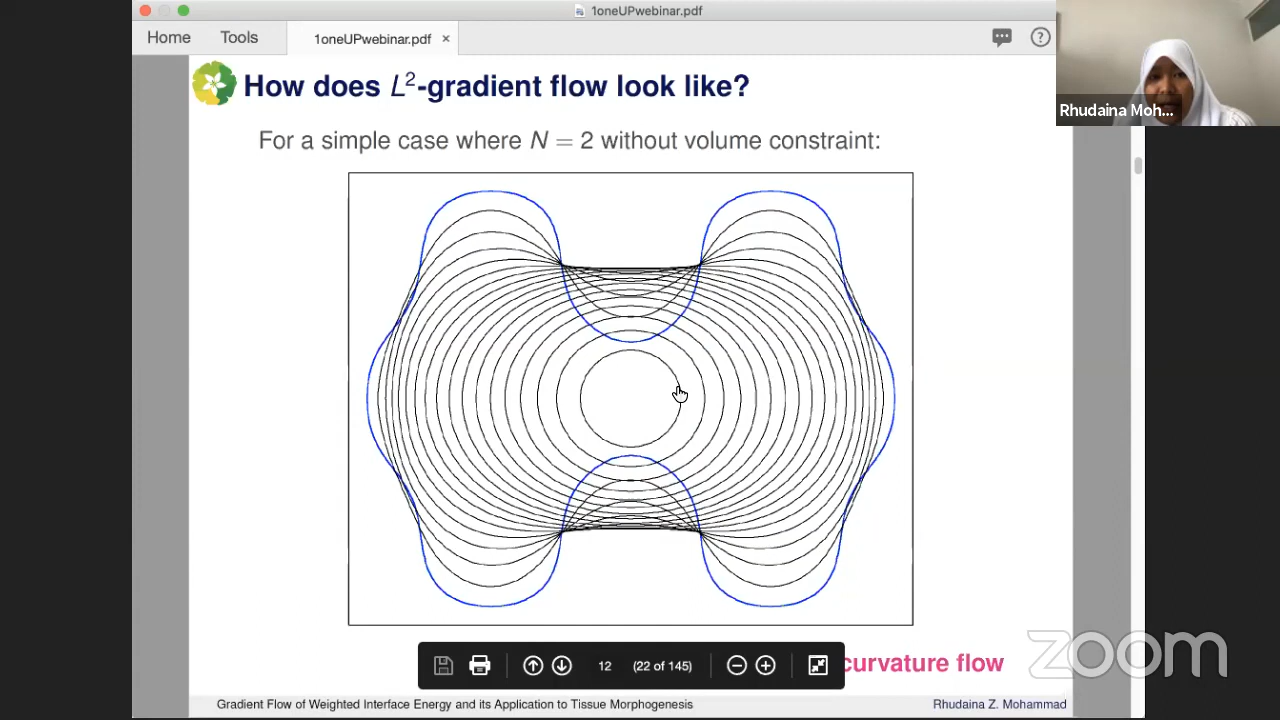 1oneUPwebinar.pdf
Home
Tools
1oneUPwebinar.pdf ×
?
Rhudaina Moh...
How does L²-gradient flow look like?
For a simple case where N = 2 without volume constraint:
12 (22 of 145)
curvature flow
zoom
Gradient Flow of Weighted Interface Energy and its Application to Tissue Morphogenesis
Rhudaina Z. Mohammad